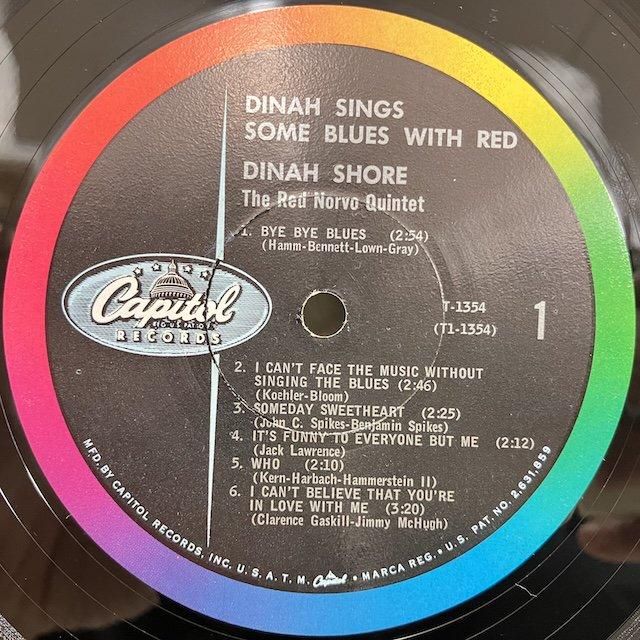 DINAH SINGS
SOME BLUES WITH RED
DINAH SHORE
The Red Norvo Quintet
1. BYE BYE BLUES (2:54)
(Hamm-Bennett-Lown-Gray)
Capitol
REG. U.S. PAT. OFF.
RECORDS
T-1354
(T1-1354)
1
2. I CAN'T FACE THE MUSIC WITHOUT
SINGING THE BLUES (2:46)
(Koehler-Bloom)
3. SOMEDAY SWEETHEART (2:25)
(John C. Spikes-Benjamin Spikes)
4. IT'S FUNNY TO EVERYONE BUT ME (2:12)
(Jack Lawrence)
5. WHO (2:10)
(Kern-Harbach-Hammerstein II)
6. I CAN'T BELIEVE THAT YOU'RE
IN LOVE WITH ME (3:20)
(Clarence Gaskill-Jimmy McHugh)
MFD. BY CAPITOL RECORDS, INC. U. S. A. T. M. Capitol • MARCA REG. • U. S. PAT. NO. 2,631,859